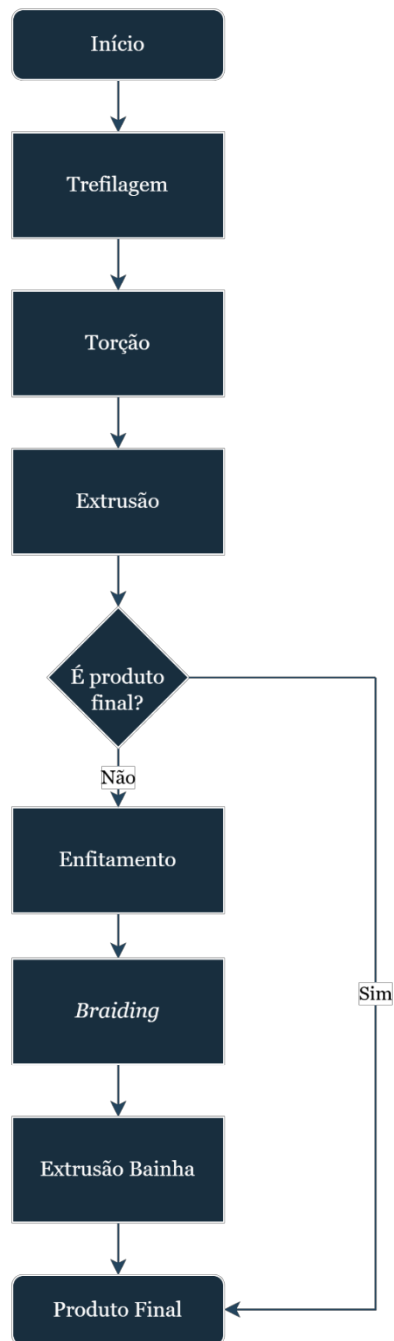 Início
Trefilagem
Torção
Extrusão
É produto
final?
Não
Enfitamento
Braiding
Sim
Extrusão Bainha
Produto Final